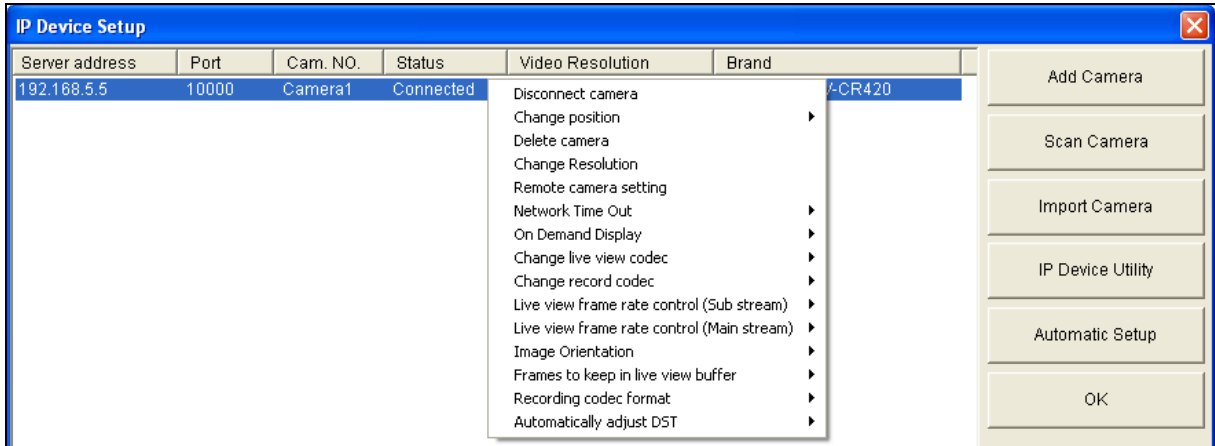 IP Device Setup
Server address Port Cam. NO. Status Video Resolution Brand
192.168.5.5 10000 Camera1 Connected /-CR420
Disconnect camera
Change position
Delete camera
Change Resolution
Remote camera setting
Network Time Out
On Demand Display
Change live view codec
Change record codec
Live view frame rate control (Sub stream)
Live view frame rate control (Main stream)
Image Orientation
Frames to keep in live view buffer
Recording codec format
Automatically adjust DST
Add Camera
Scan Camera
Import Camera
IP Device Utility
Automatic Setup
OK